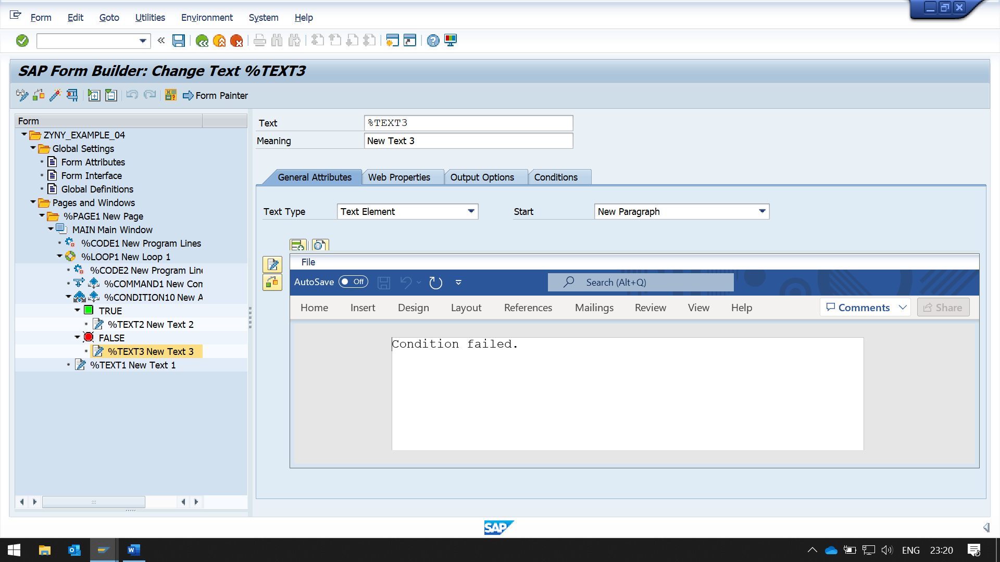 Form Edit Goto Utilities Environment System Help
SAP Form Builder: Change Text %TEXT3
Form Painter
Form
ZYNY_EXAMPLE_04
Global Settings
Form Attributes
Form Interface
Global Definitions
Pages and Windows
%PAGE1 New Page
MAIN Main Window
%CODE1 New Program Lines
%LOOP1 New Loop 1
%CODE2 New Program Line
%COMMAND1 New Com
%CONDITION10 New A
TRUE
%TEXT2 New Text 2
FALSE
%TEXT3 New Text 3
%TEXT1 New Text 1
Text %TEXT3
Meaning New Text 3
General Attributes Web Properties Output Options Conditions
Text Type Text Element Start New Paragraph
File
AutoSave Off Search (Alt+Q)
Home Insert Design Layout References Mailings Review View Help Comments Share
Condition failed.
SAP
ENG 23:20